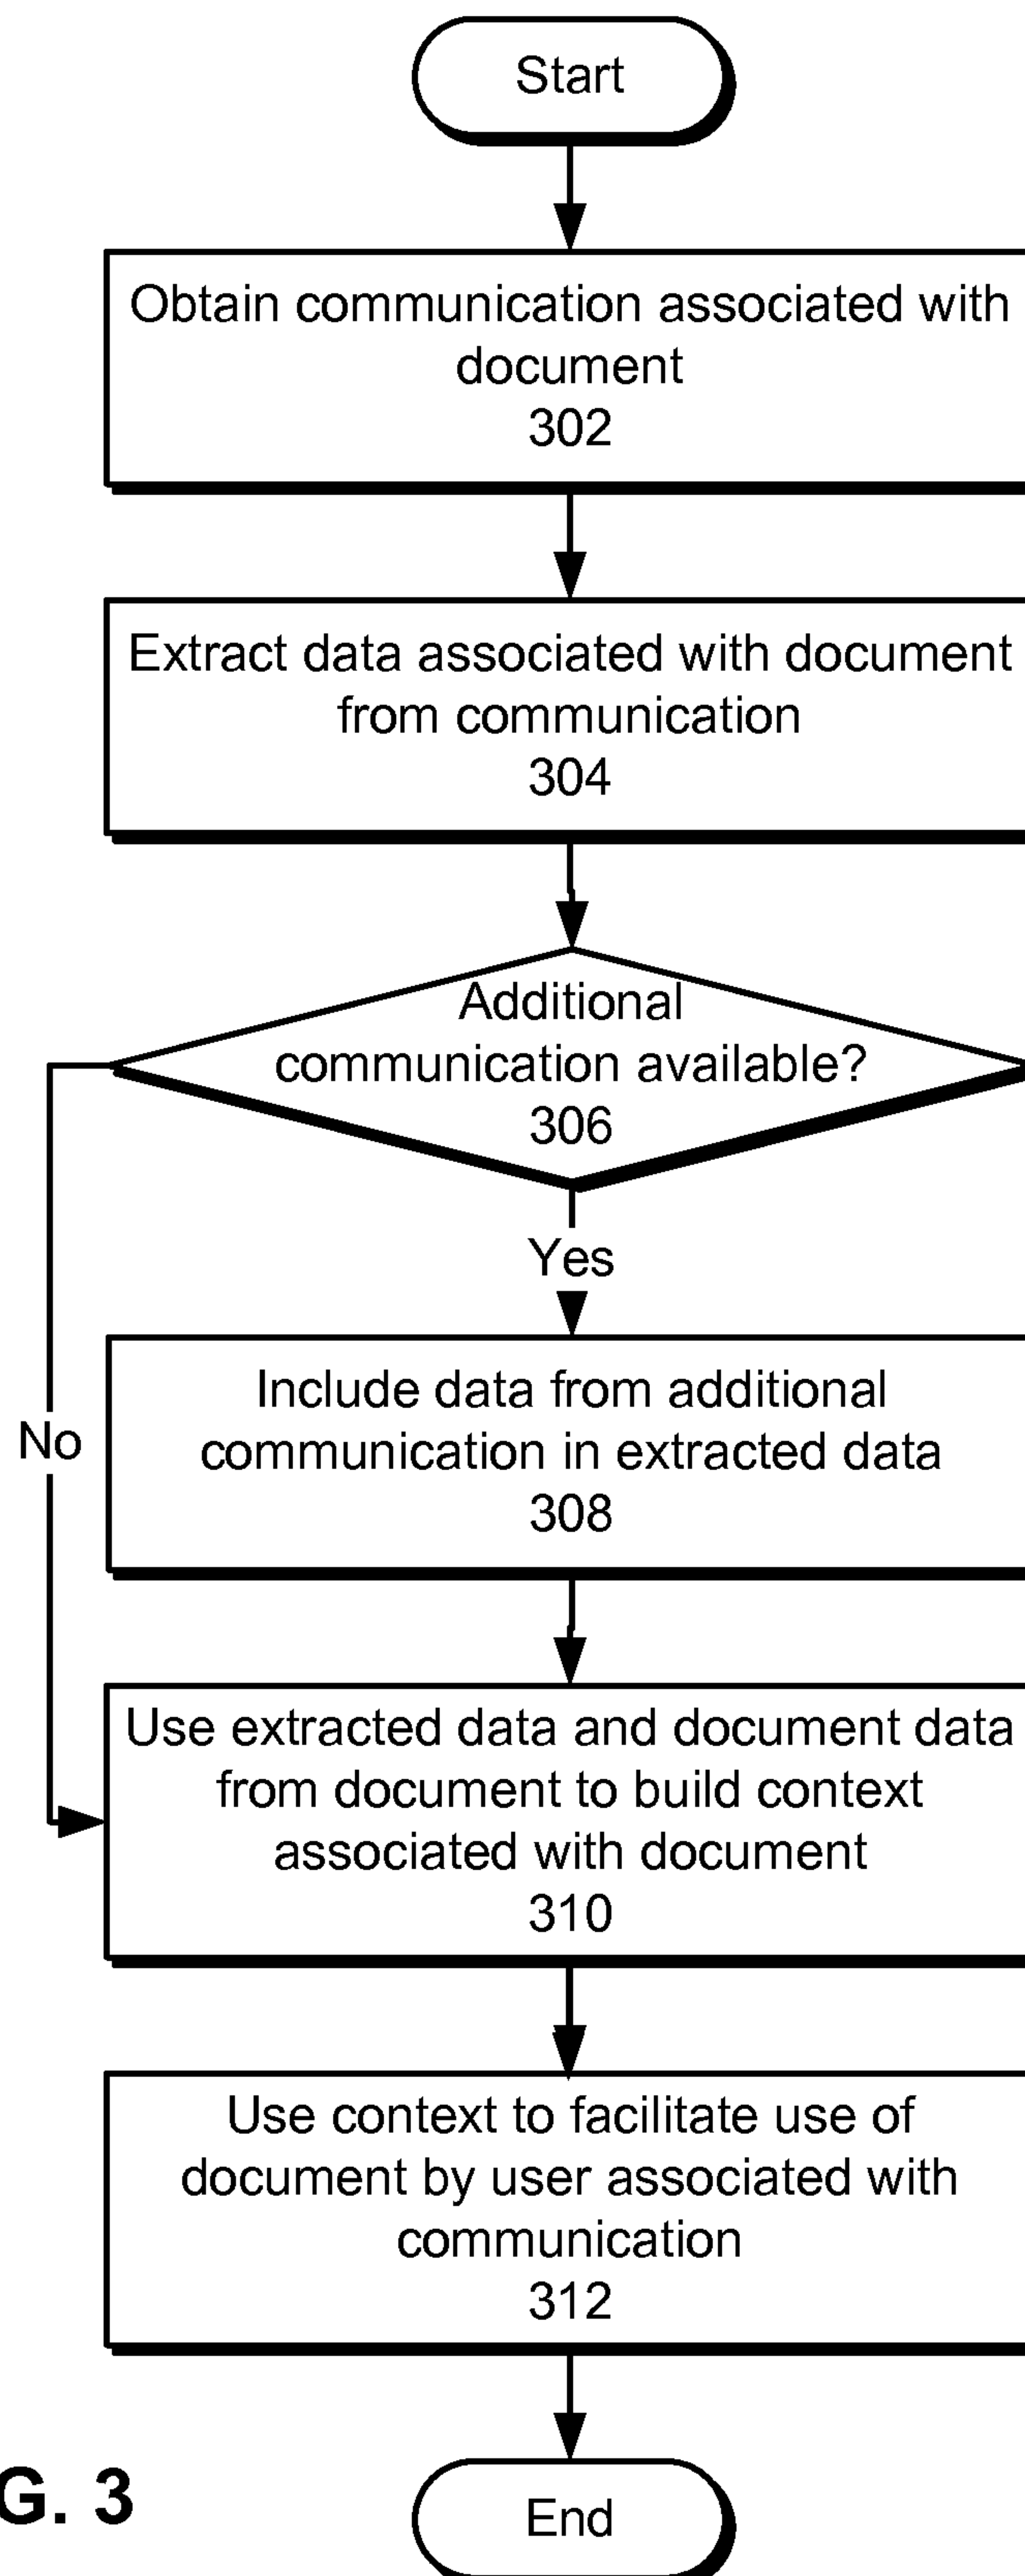 Start
Obtain communication associated with
document
302
Extract data associated with document
from communication
304
Additional
communication available?
306
Yes
Include data from additional
communication in extracted data
308
No
Use extracted data and document data
from document to build context
associated with document
310
Use context to facilitate use of
document by user associated with
communication
312
G. 3
End